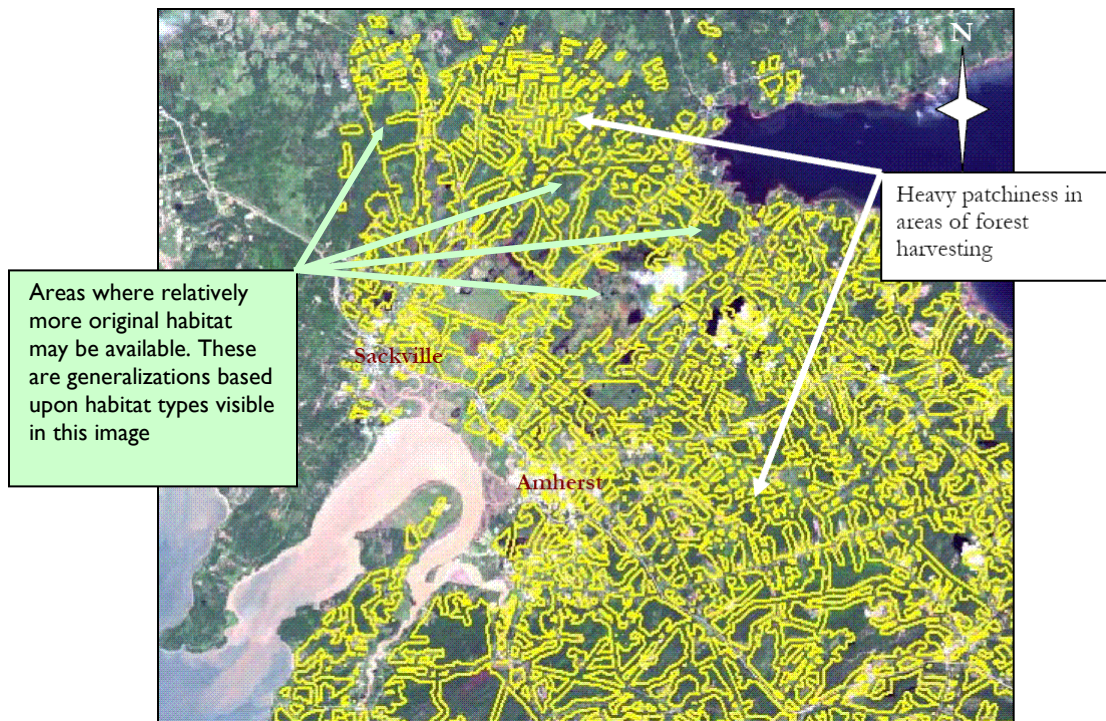 N
Heavy patchiness in
areas of forest
harvesting
Areas where relatively
more original habitat
may be available. These
are generalizations based
upon habitat types visible
in this image
Sackville
Amherst